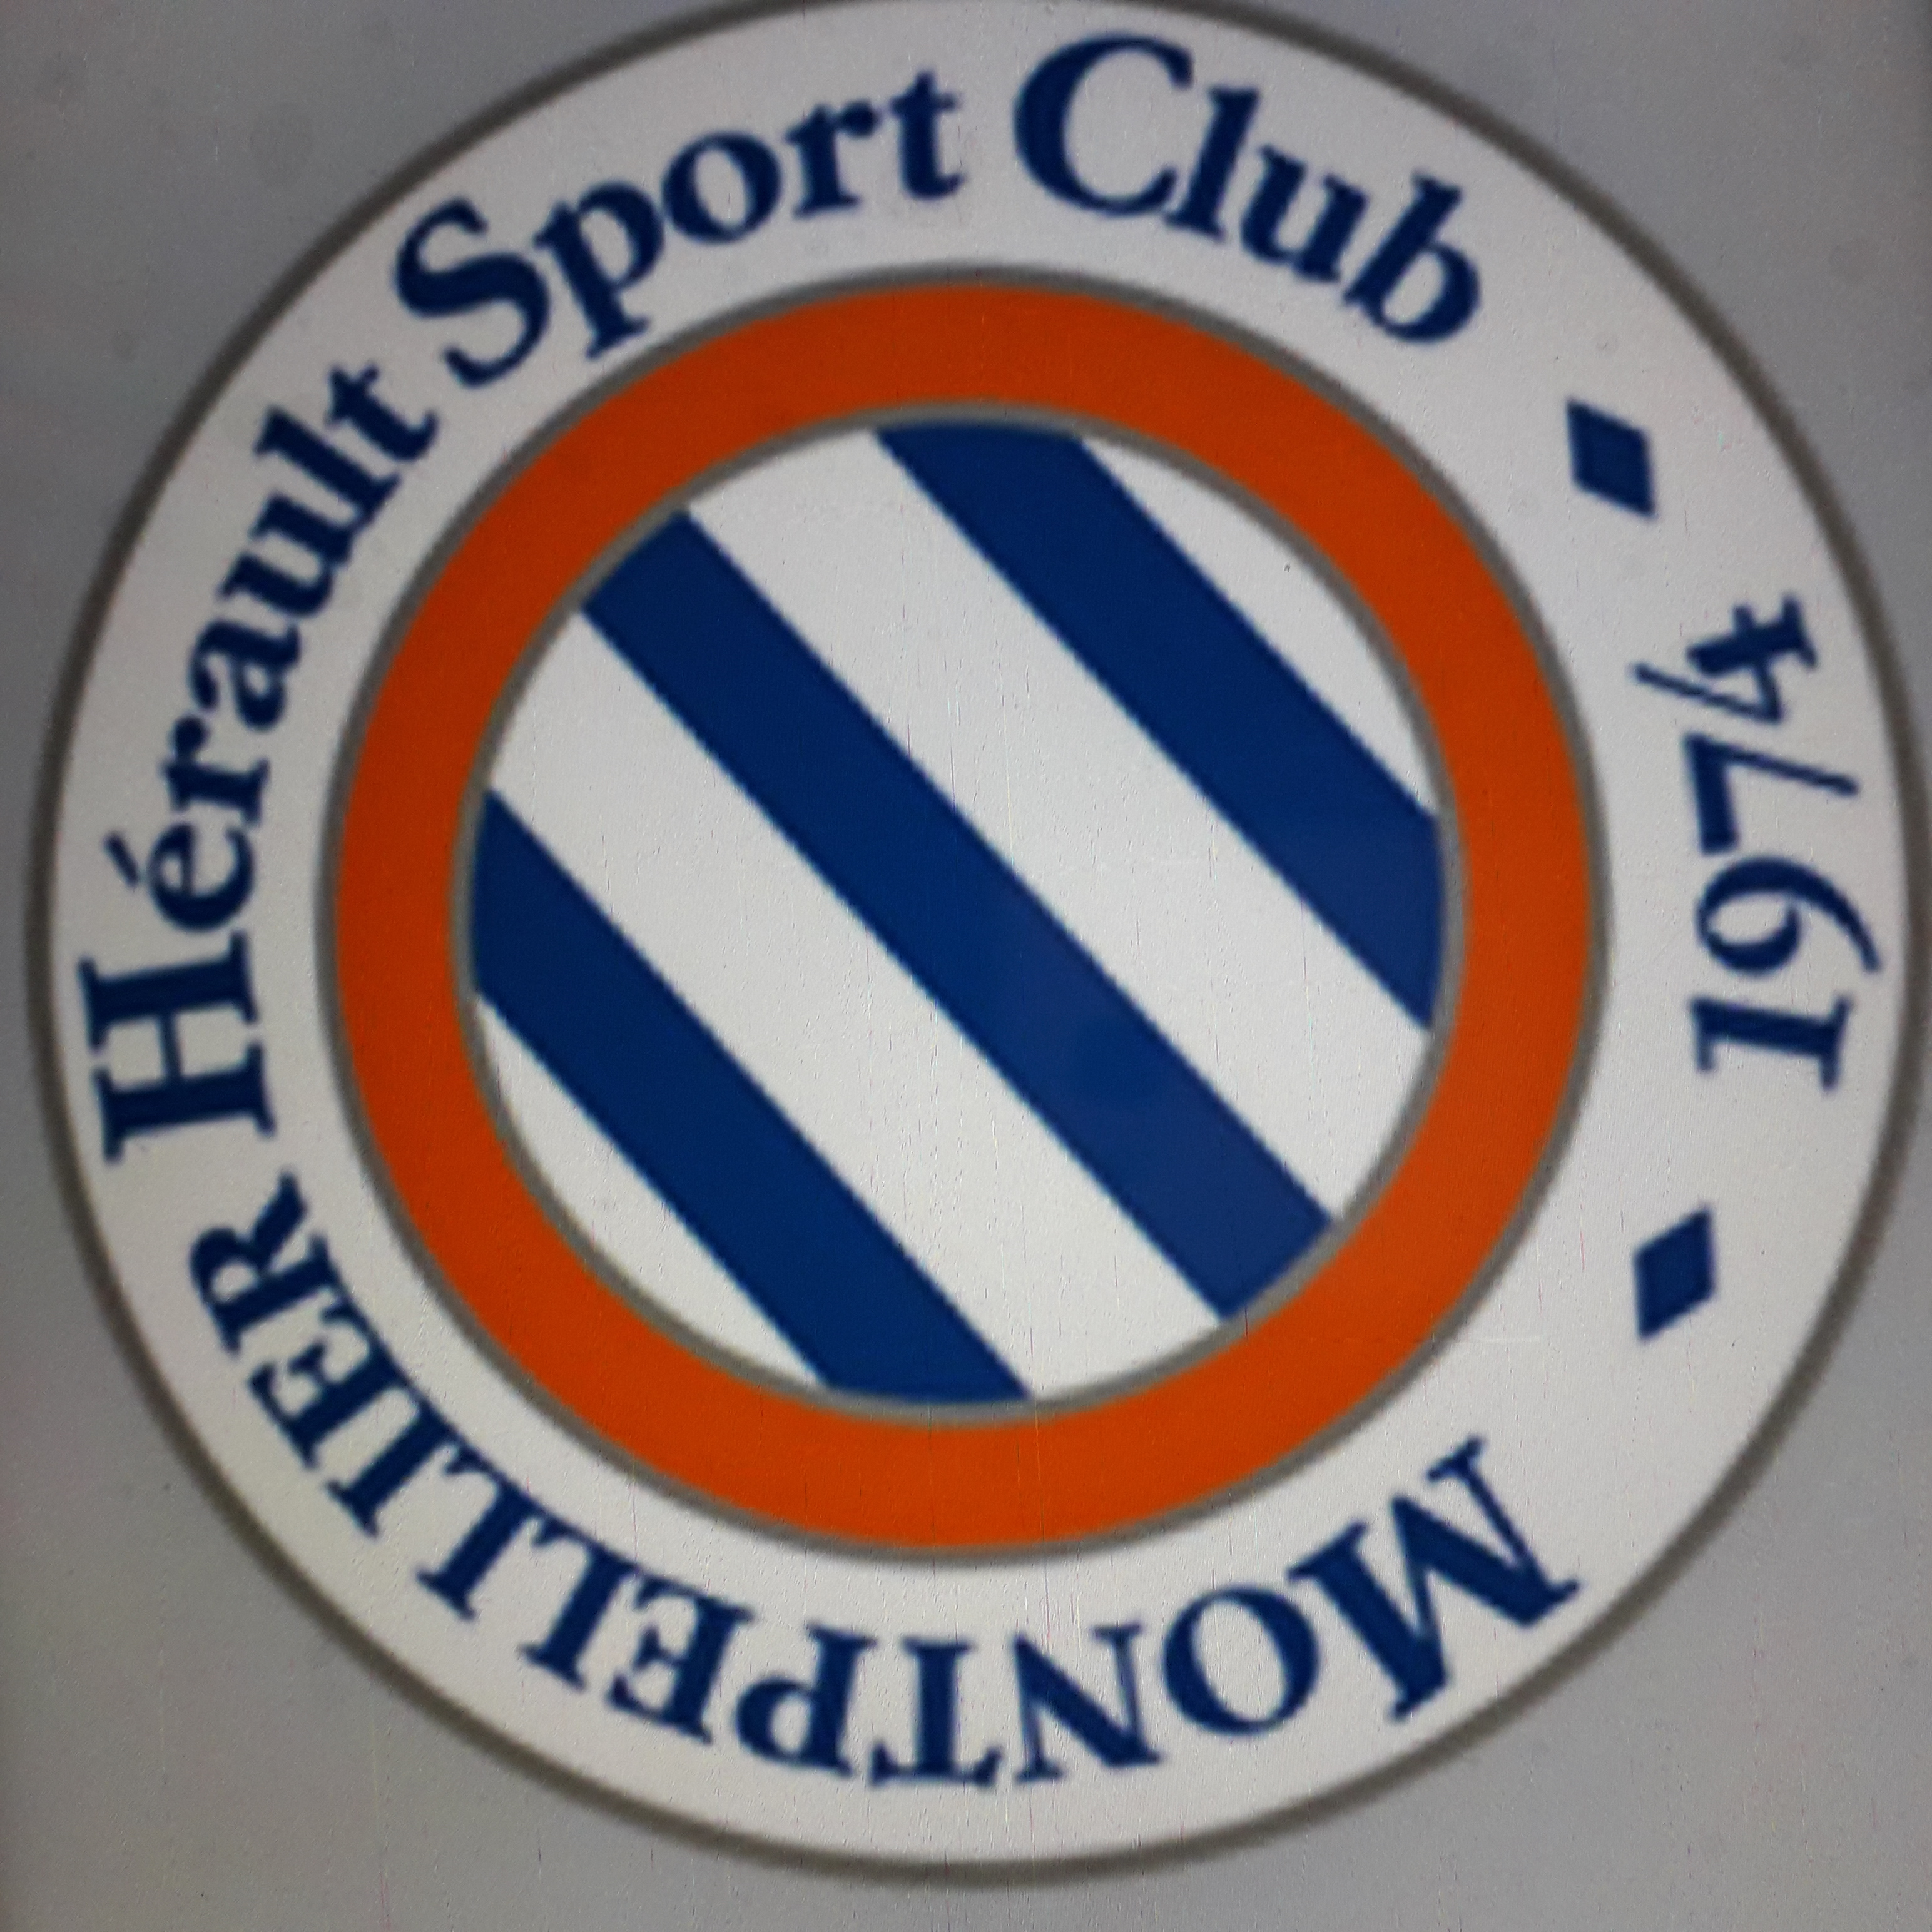 MONTPELLIER Hérault Sport Club
1974